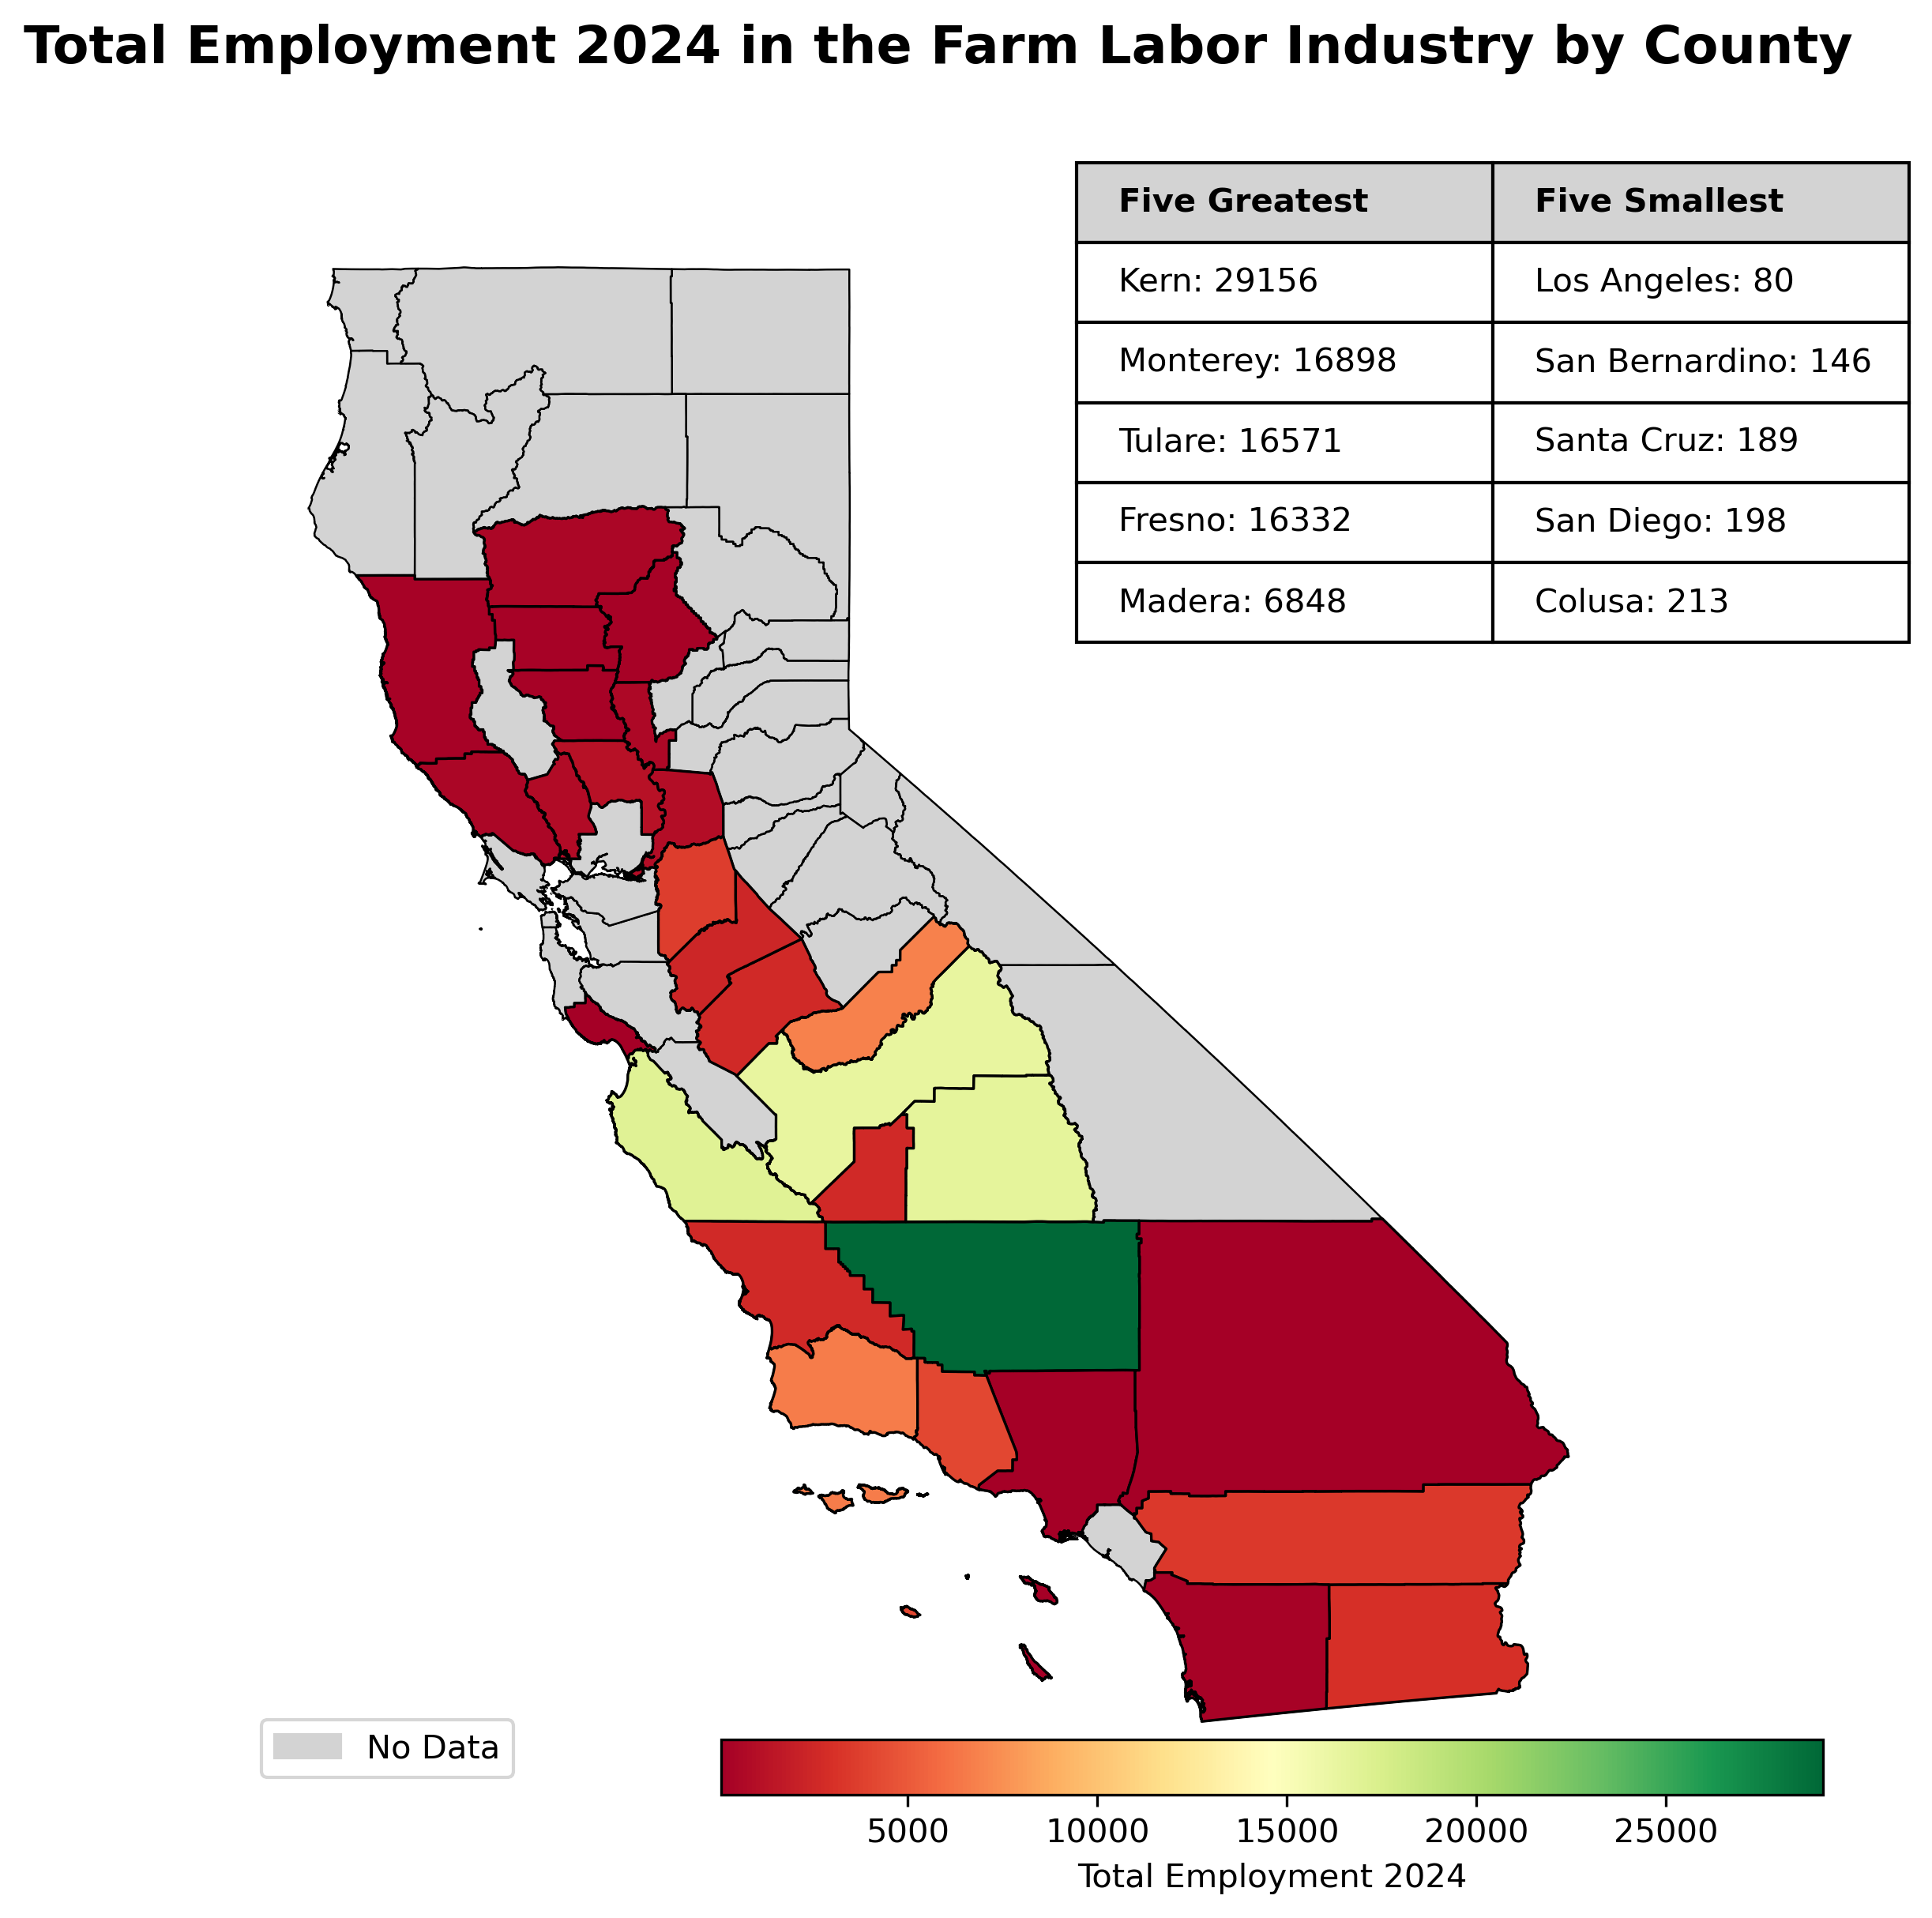 Total Employment 2024 in the Farm Labor Industry by County
Five Greatest Five Smallest
Kern: 29156 Los Angeles: 80
Monterey: 16898 San Bernardino: 146
Tulare: 16571 Santa Cruz: 189
Fresno: 16332 San Diego: 198
Madera: 6848 Colusa: 213
No Data
5000 10000 15000 20000 25000
Total Employment 2024